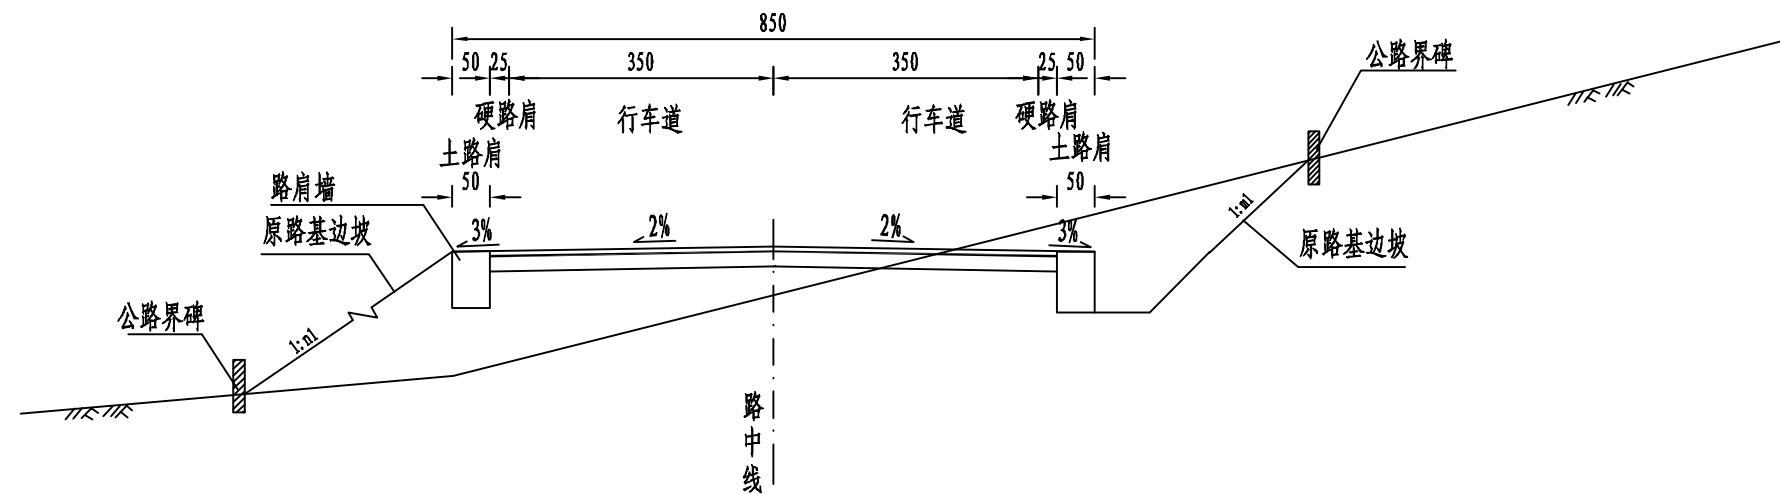 850
50 25 350 350 25 50
公路界碑
硬路肩 行车道 行车道 硬路肩
土路肩 土路肩
50 50
路肩墙
原路基边坡
3% 2% 2% 3%
1:m1
原路基边坡
公路界碑
1:n1
路中线